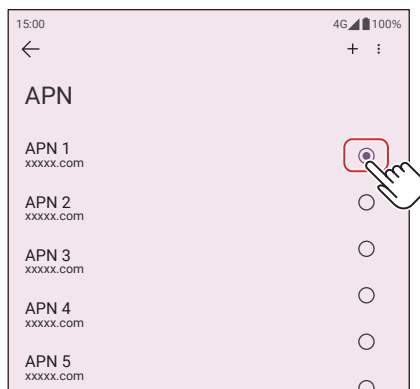 15:00 4G 100%
APN
APN 1
xxxxx.com
APN 2
xxxxx.com
APN 3
xxxxx.com
APN 4
xxxxx.com
APN 5
xxxxx.com